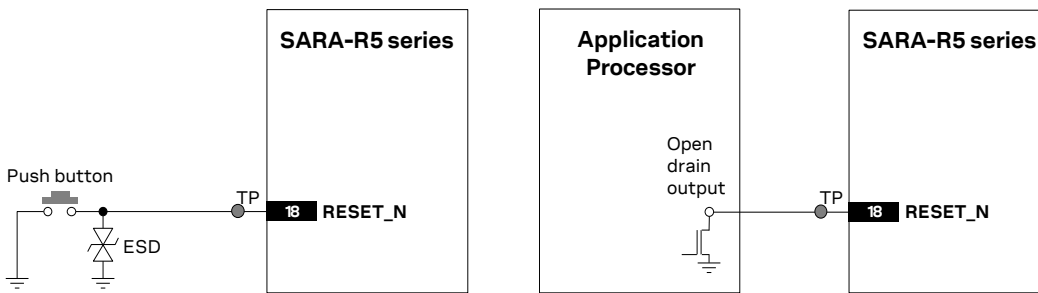 SARA-R5 series
Push button
ESD
TP
18 RESET_N
Application
Processor
Open
drain
output
SARA-R5 series
TP
18 RESET_N